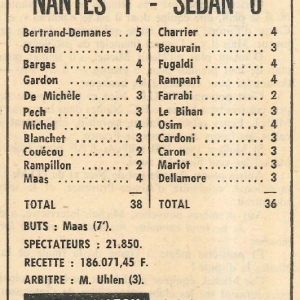 NANTES 1 - SEDAN 0
Bertrand-Demanes .. 5
Osman ........ 4
Bargas ....... 4
Gardon ....... 4
De Michèle ... 3
Pech ......... 3
Michel ....... 4
Blanchet ..... 3
Couécou ...... 2
Rampillon .... 2
Maas ......... 4
TOTAL 38
Charrier ..... 4
Beaurain ..... 3
Fugaldi ...... 4
Rampant ...... 4
Farrabi ...... 2
Le Bihan ..... 3
Osim ......... 4
Cardoni ...... 3
Caron ........ 3
Mariot ....... 3
Dellamore .... 3
TOTAL 36
BUTS : Maas (7').
SPECTATEURS : 21.850.
RECETTE : 186.071,45 F.
ARBITRE : M. Uhlen (3).